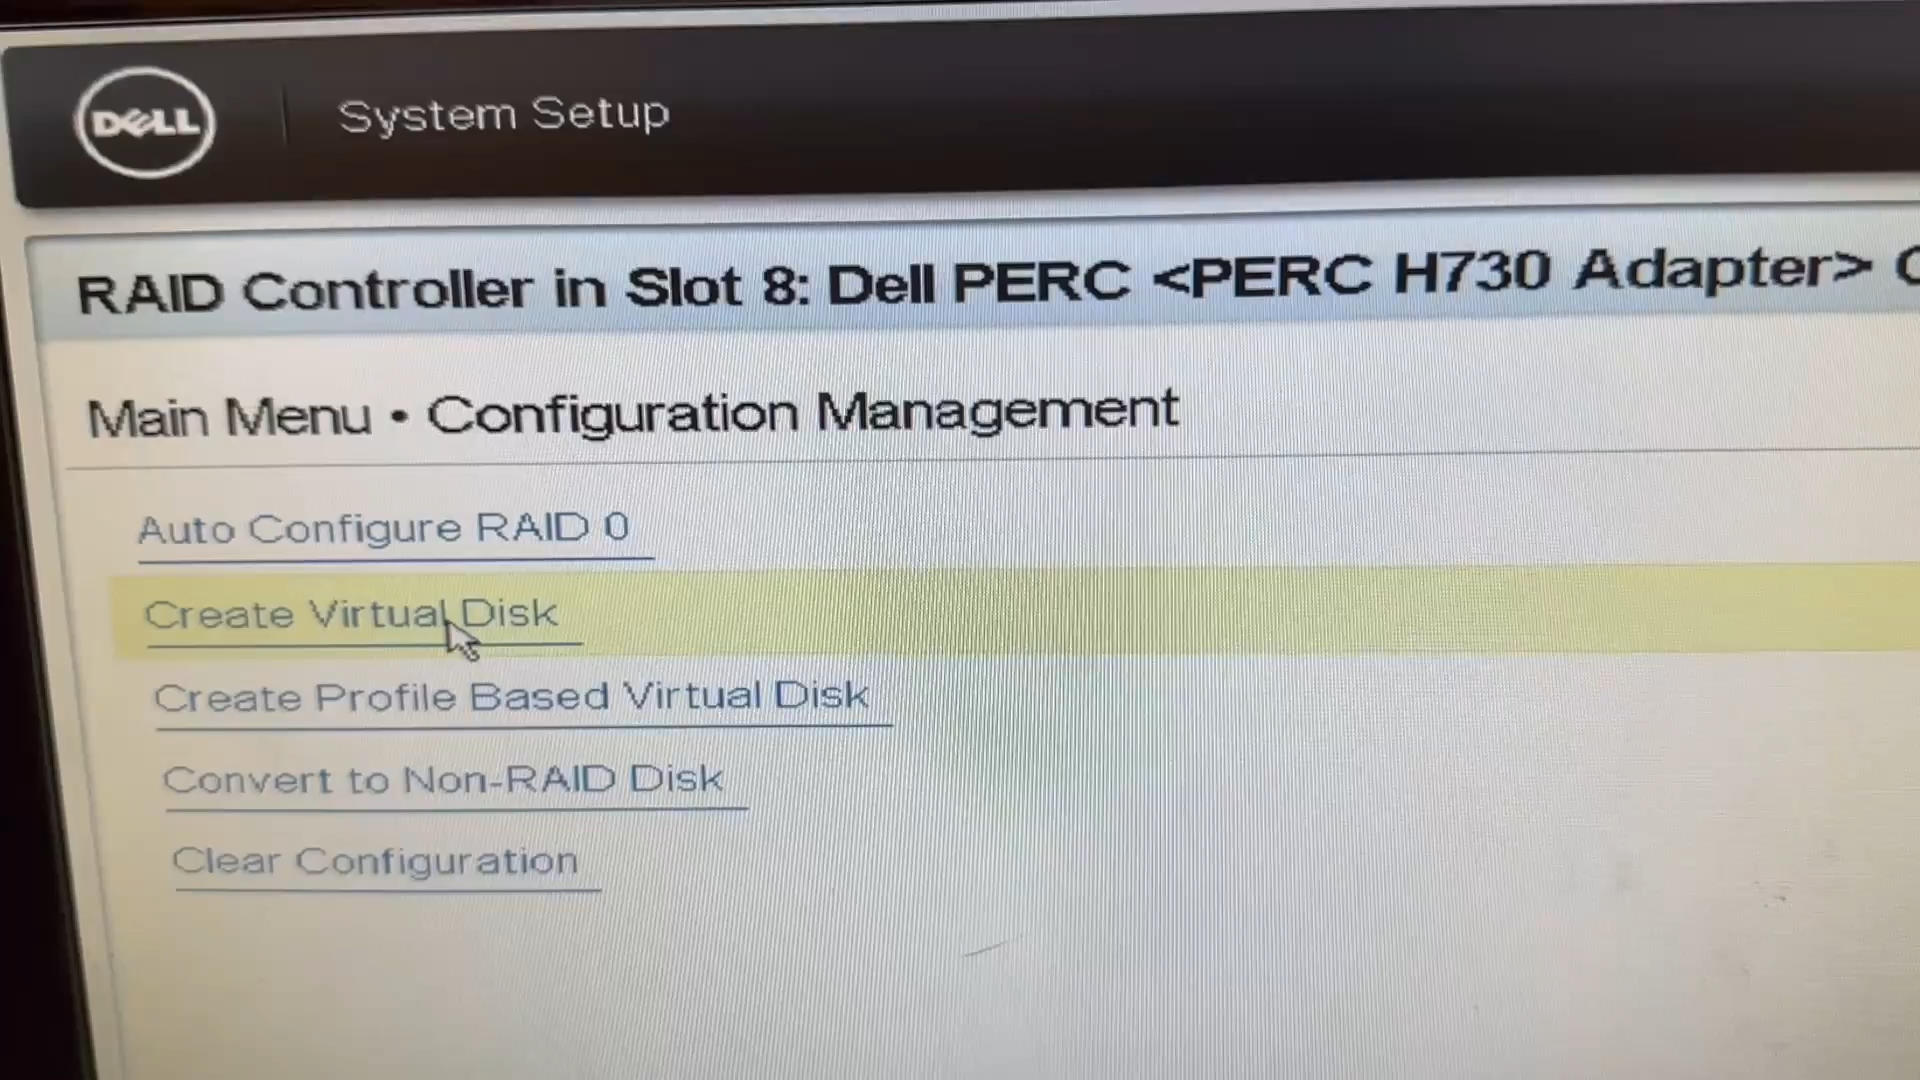 DELL
System Setup
RAID Controller in Slot 8: Dell PERC <PERC H730 Adapter> C
Main Menu • Configuration Management
Auto Configure RAID 0
Create Virtual Disk
Create Profile Based Virtual Disk
Convert to Non-RAID Disk
Clear Configuration